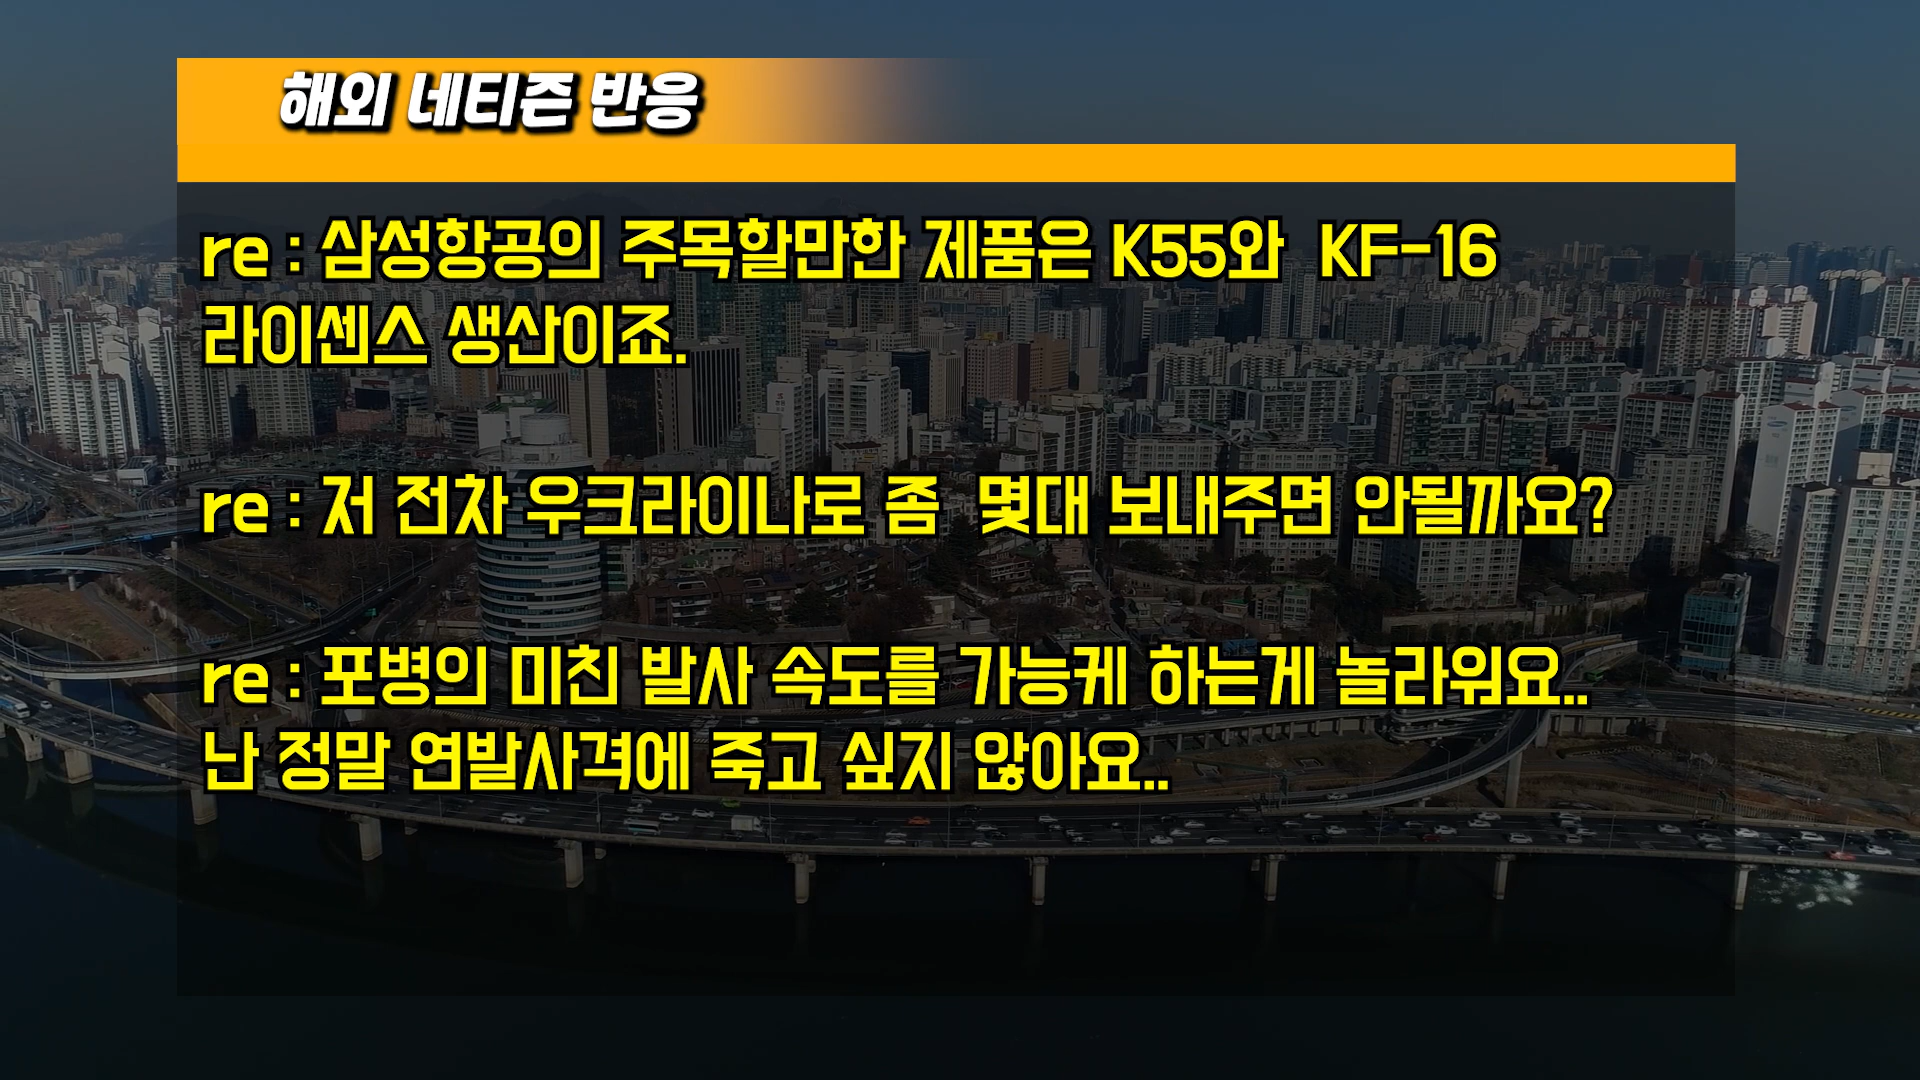 해외 네티즌 반응
re : 삼성항공의 주목할만한 제품은 K55와 KF-16
라이센스 생산이죠.
re : 저 전차 우크라이나로 좀 몇대 보내주면 안될까요?
re : 포병의 미친 발사 속도를 가능케 하는게 놀라워요..
난 정말 연발사격에 죽고 싶지 않아요..